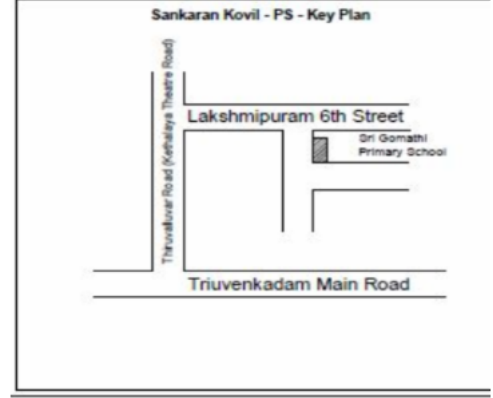 Sankaran Kovil - PS - Key Plan
Thiruvalluvar Road (Kethalaya Theatre Road)
Lakshmipuram 6th Street
Sri Gomathi
Primary School
Triuvenkadam Main Road